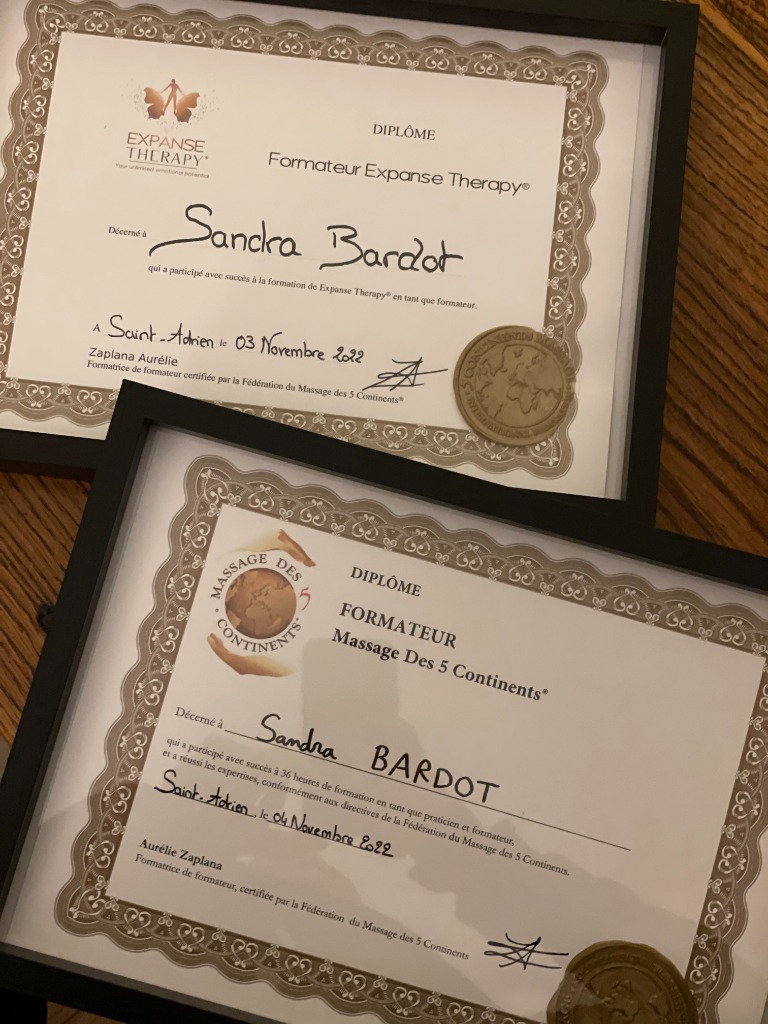 EXPANSE
THERAPY®
Your unlimited emotional potential
DIPLÔME
Formateur Expanse Therapy®
Décerné à Sandra Bardot
qui a participé avec succès à la formation de Expanse Therapy® en tant que formateur.
A Saint-Adrien le 03 Novembre 2022
Zaplana Aurélie
Formatrice de formateur certifiée par la Fédération du Massage des 5 Continents®
MASSAGE DES 5 CONTINENTS®
DIPLÔME
FORMATEUR
Massage Des 5 Continents®
Décerné à Sandra BARDOT
qui a participé avec succès à 36 heures de formation en tant que praticien et formateur,
et a réussi les expertises, conformément aux directives de la Fédération du Massage des 5 Continents.
Saint-Adrien, le 04 Novembre 2022
Aurélie Zaplana
Formatrice de formateur, certifiée par la Fédération du Massage des 5 Continents